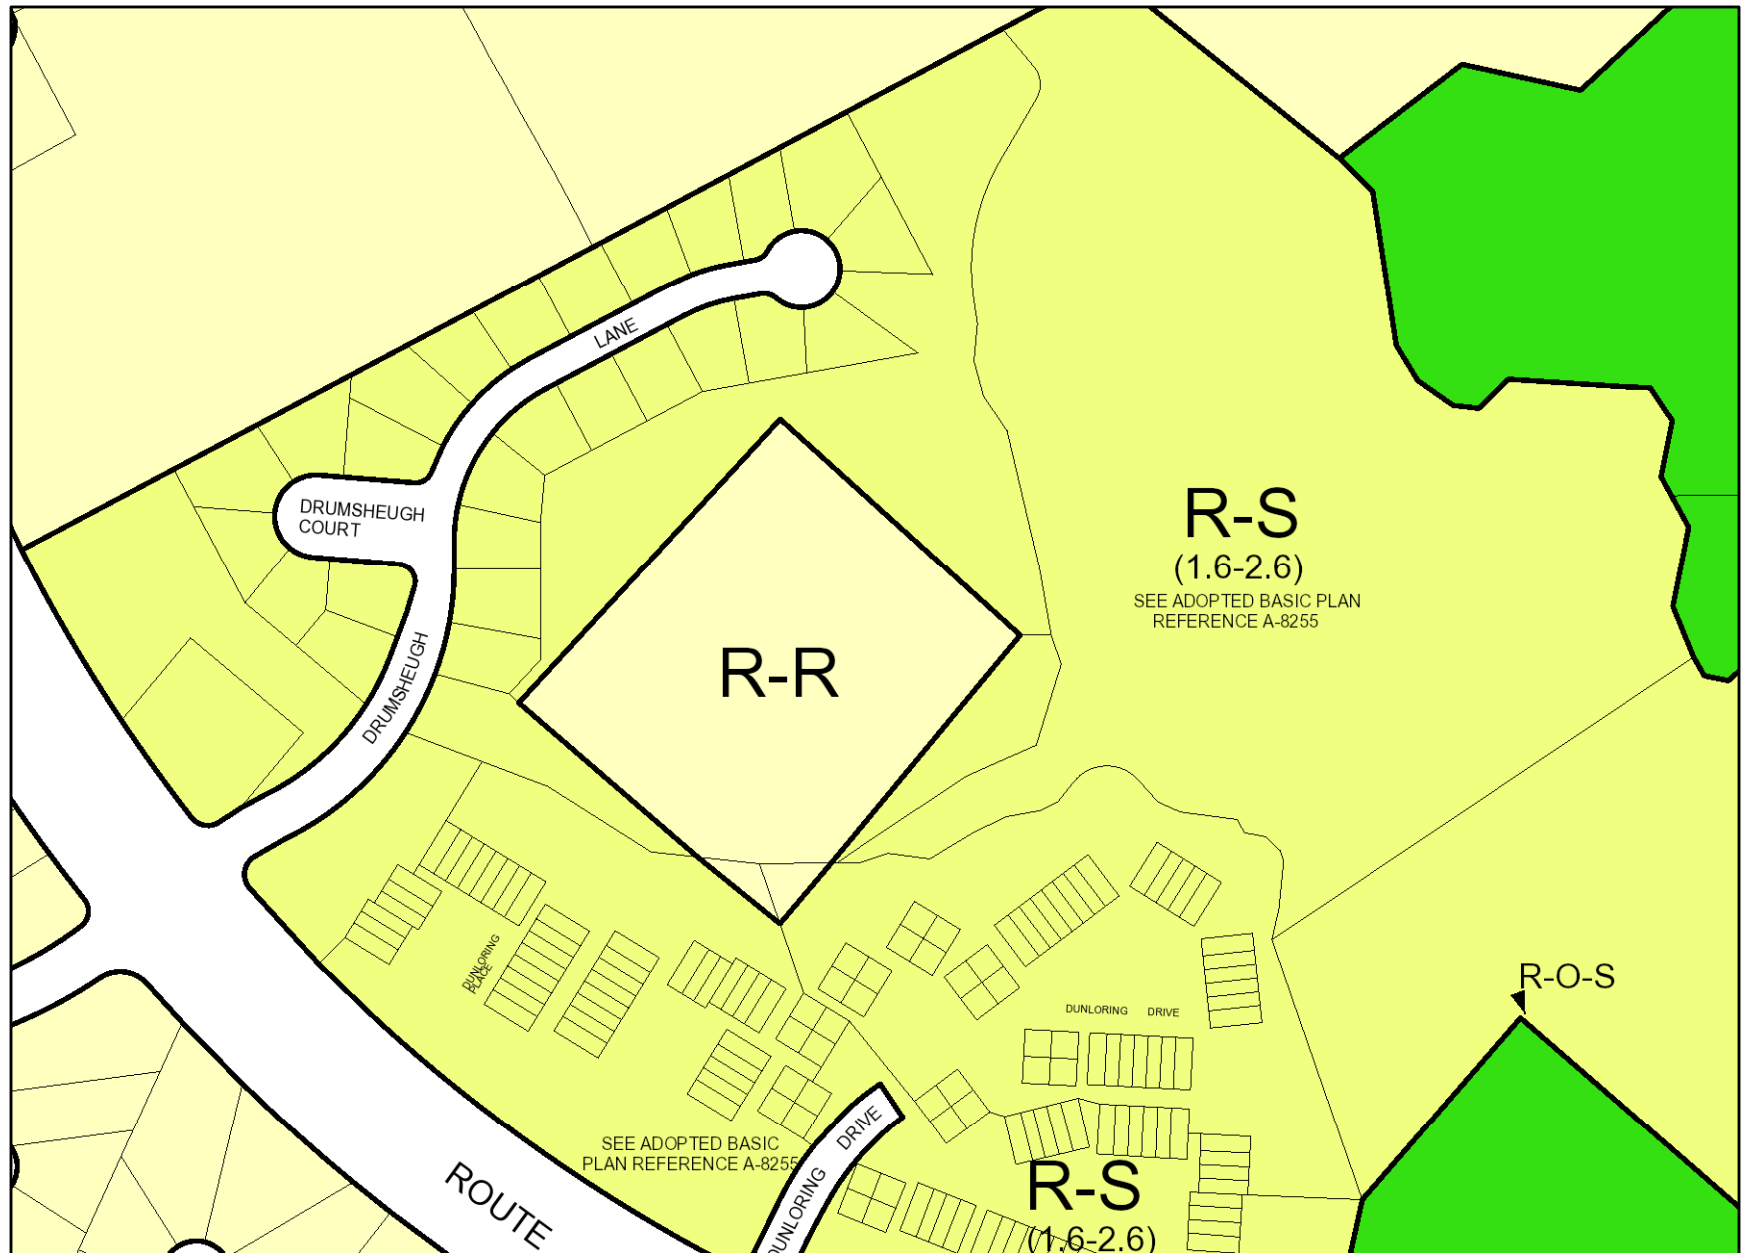 LANE
DRUMSHEUGH
COURT
R-S
(1.6-2.6)
SEE ADOPTED BASIC PLAN
REFERENCE A-8255
DRUMSHEUGH
R-R
DUNLORING
PLACE
R-O-S
DUNLORING DRIVE
SEE ADOPTED BASIC
PLAN REFERENCE A-8255
DUNLORING DRIVE
ROUTE
R-S
(1.6-2.6)